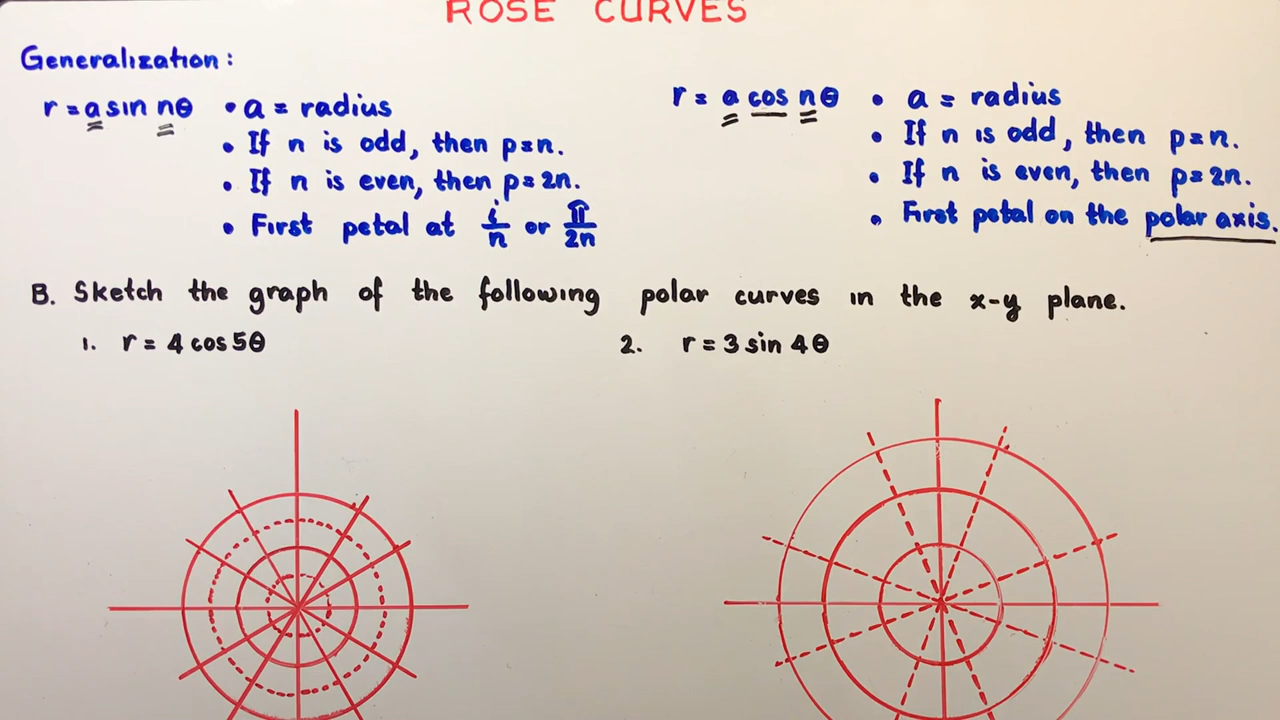 ROSE CURVES
Generalization:
r = a sin nθ • a = radius
• If n is odd, then p=n.
• If n is even, then p=2n.
• First petal at i/n or π/2n
r = a cos nθ • a = radius
• If n is odd, then p=n.
• If n is even, then p=2n.
• First petal on the polar axis.
B. Sketch the graph of the following polar curves in the x-y plane.
1. r = 4 cos 5θ
2. r = 3 sin 4θ